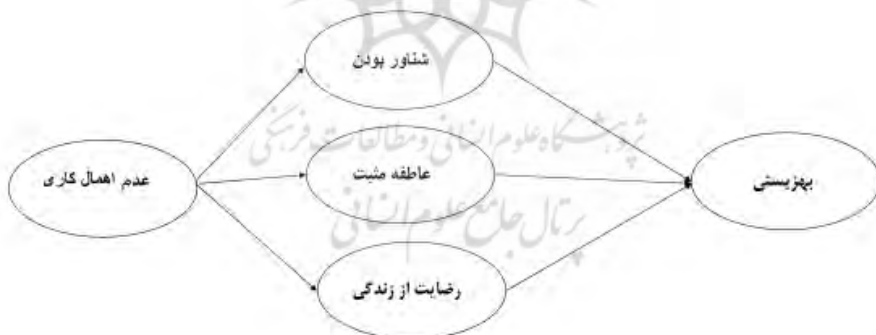 شناور بودن
پژوهشگاه علوم انسانی و مطالعات فرهنگی
عدم اهمال کاری
عاطفه مثبت
بهزیستی
پرتال جامع علوم انسانی
رضایت از زندگی